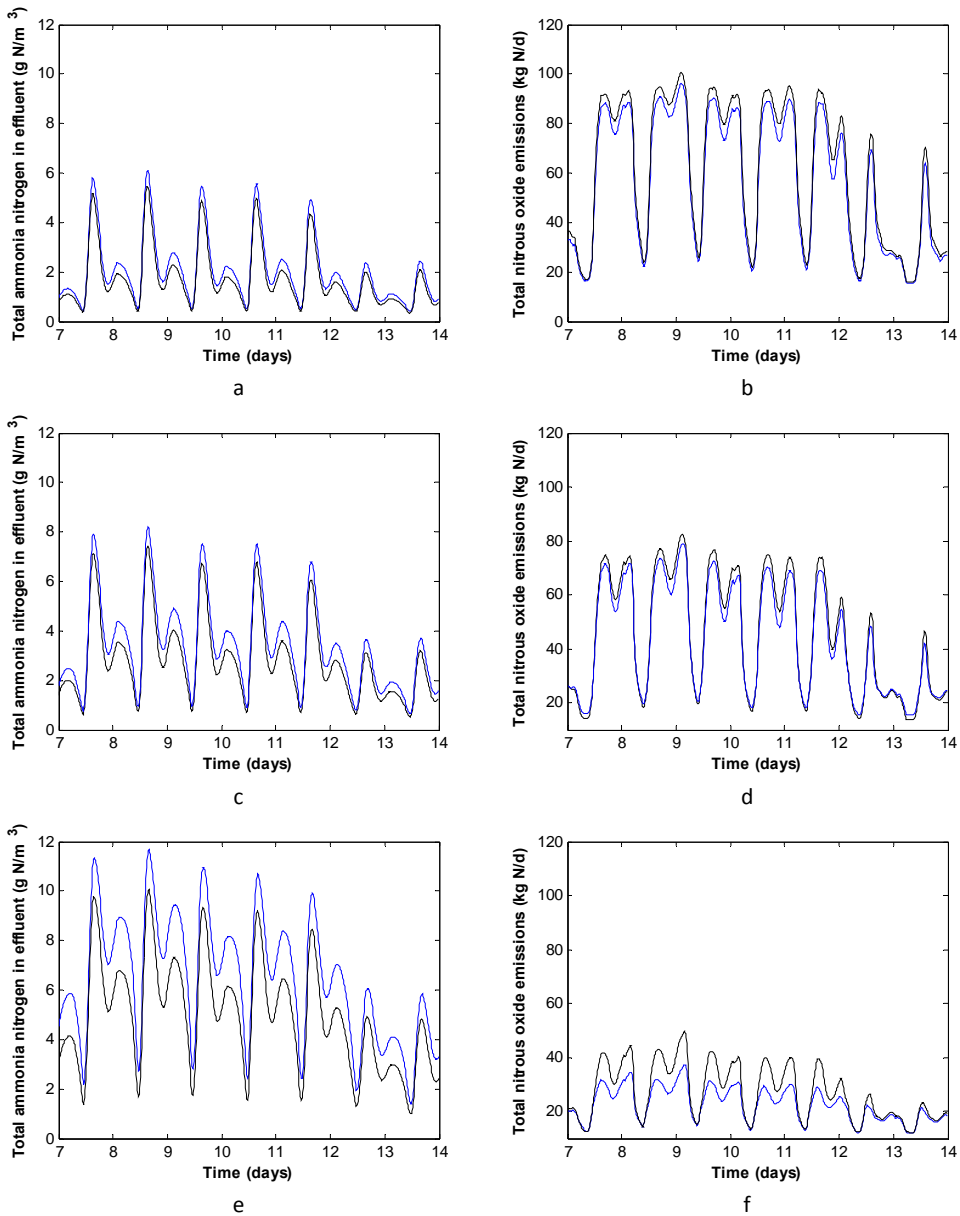 Total ammonia nitrogen in effluent (g N/m ³)
12
10
8
6
4
2
0
7 8 9 10 11 12 13 14
Time (days)
a
Total nitrous oxide emissions (kg N/d)
120
100
80
60
40
20
0
7 8 9 10 11 12 13 14
Time (days)
b
Total ammonia nitrogen in effluent (g N/m ³)
12
10
8
6
4
2
0
7 8 9 10 11 12 13 14
Time (days)
c
Total nitrous oxide emissions (kg N/d)
120
100
80
60
40
20
7 8 9 10 11 12 13 14
Time (days)
d
Total ammonia nitrogen in effluent (g N/m ³)
12
10
8
6
4
2
0
7 8 9 10 11 12 13 14
Time (days)
e
Total nitrous oxide emissions (kg N/d)
120
100
80
60
40
20
7 8 9 10 11 12 13 14
Time (days)
f